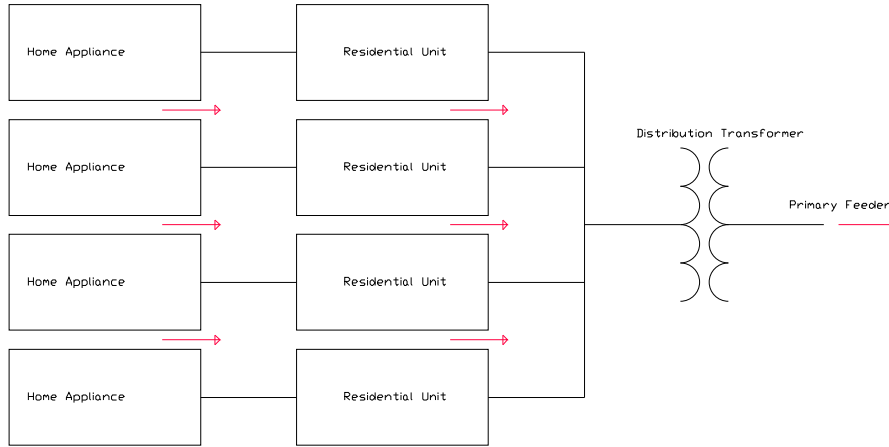 Home Appliance
Residential Unit
Distribution Transformer
Home Appliance
Residential Unit
Primary Feeder
Home Appliance
Residential Unit
Home Appliance
Residential Unit